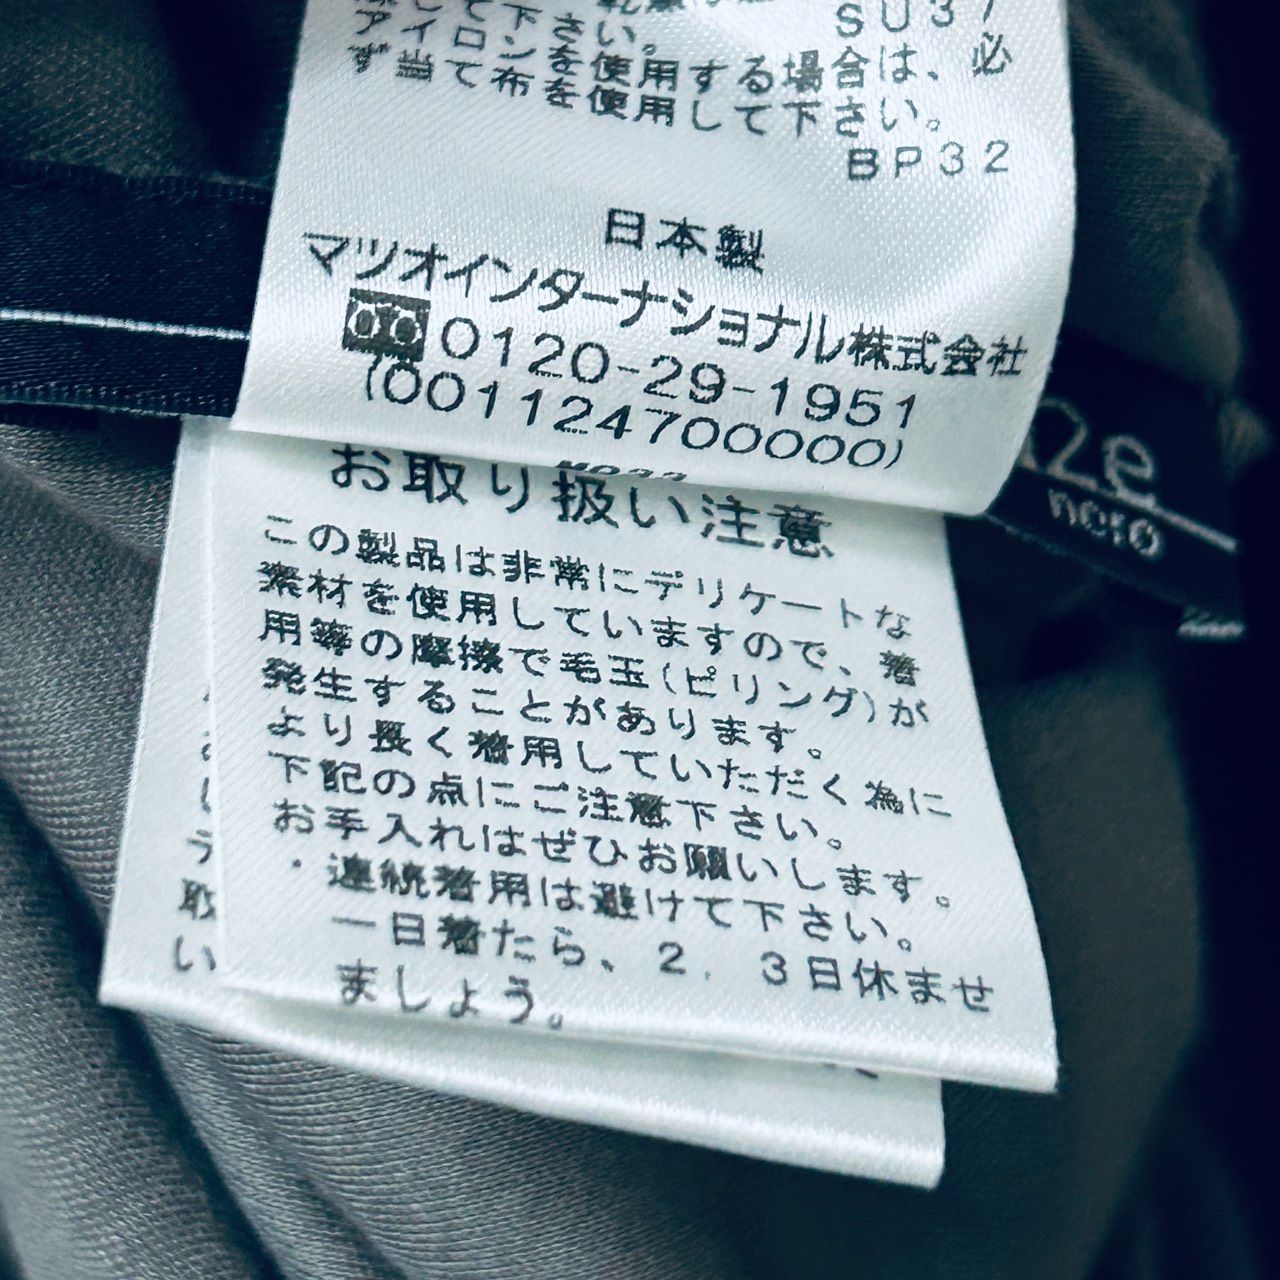 て下さい。 SU37
アイロンを使用する場合は、必
ず当て布を使用して下さい。
BP32
日本製
マツオインターナショナル株式会社
0120-29-1951
(001124700000)
お取り扱い注意
この製品は非常にデリケートな
素材を使用していますので、着
用等の摩擦で毛玉(ピリング)が
発生することがあります。
より長く着用していただく為に
下記の点にご注意下さい。
お手入れはぜひお願いします。
・連続着用は避けて下さい。
一日着たら、2、3日休ませ
ましょう。
ラ
取
い
noro